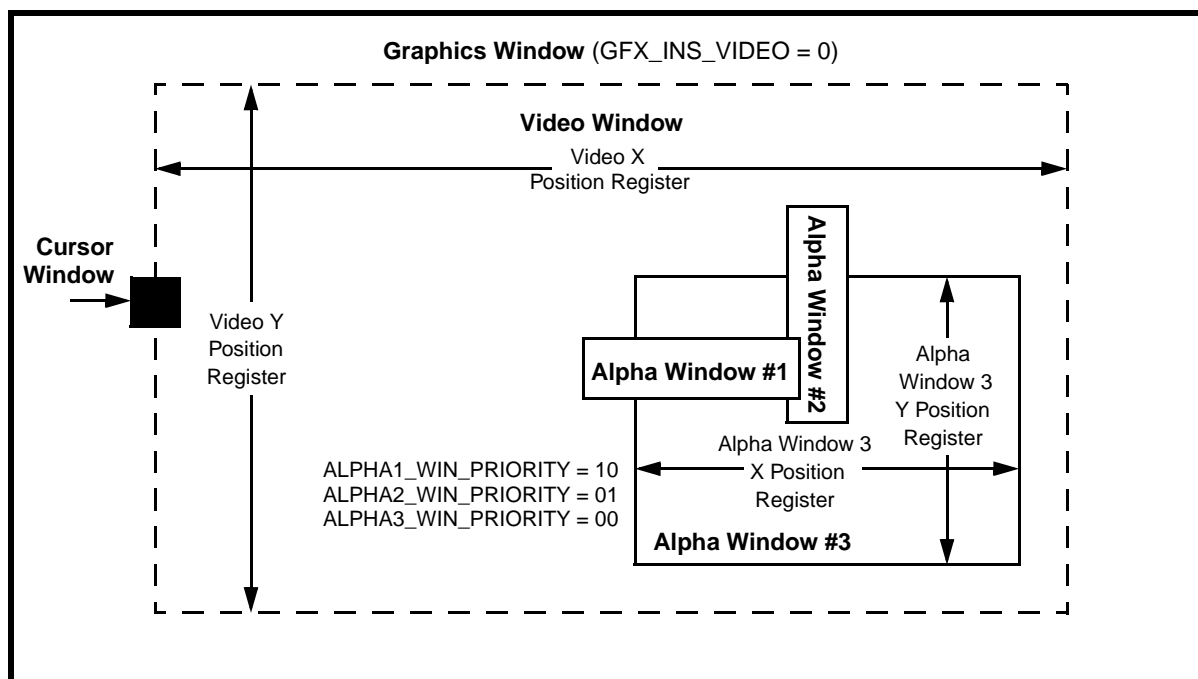 Graphics Window (GFX_INS_VIDEO = 0)
Video Window
Video X
Position Register
Cursor
Window
Video Y
Position
Register
Alpha Window #2
Alpha Window #1
Alpha
Window 3
Y Position
Register
Alpha Window 3
X Position
Register
ALPHA1_WIN_PRIORITY = 10
ALPHA2_WIN_PRIORITY = 01
ALPHA3_WIN_PRIORITY = 00
Alpha Window #3